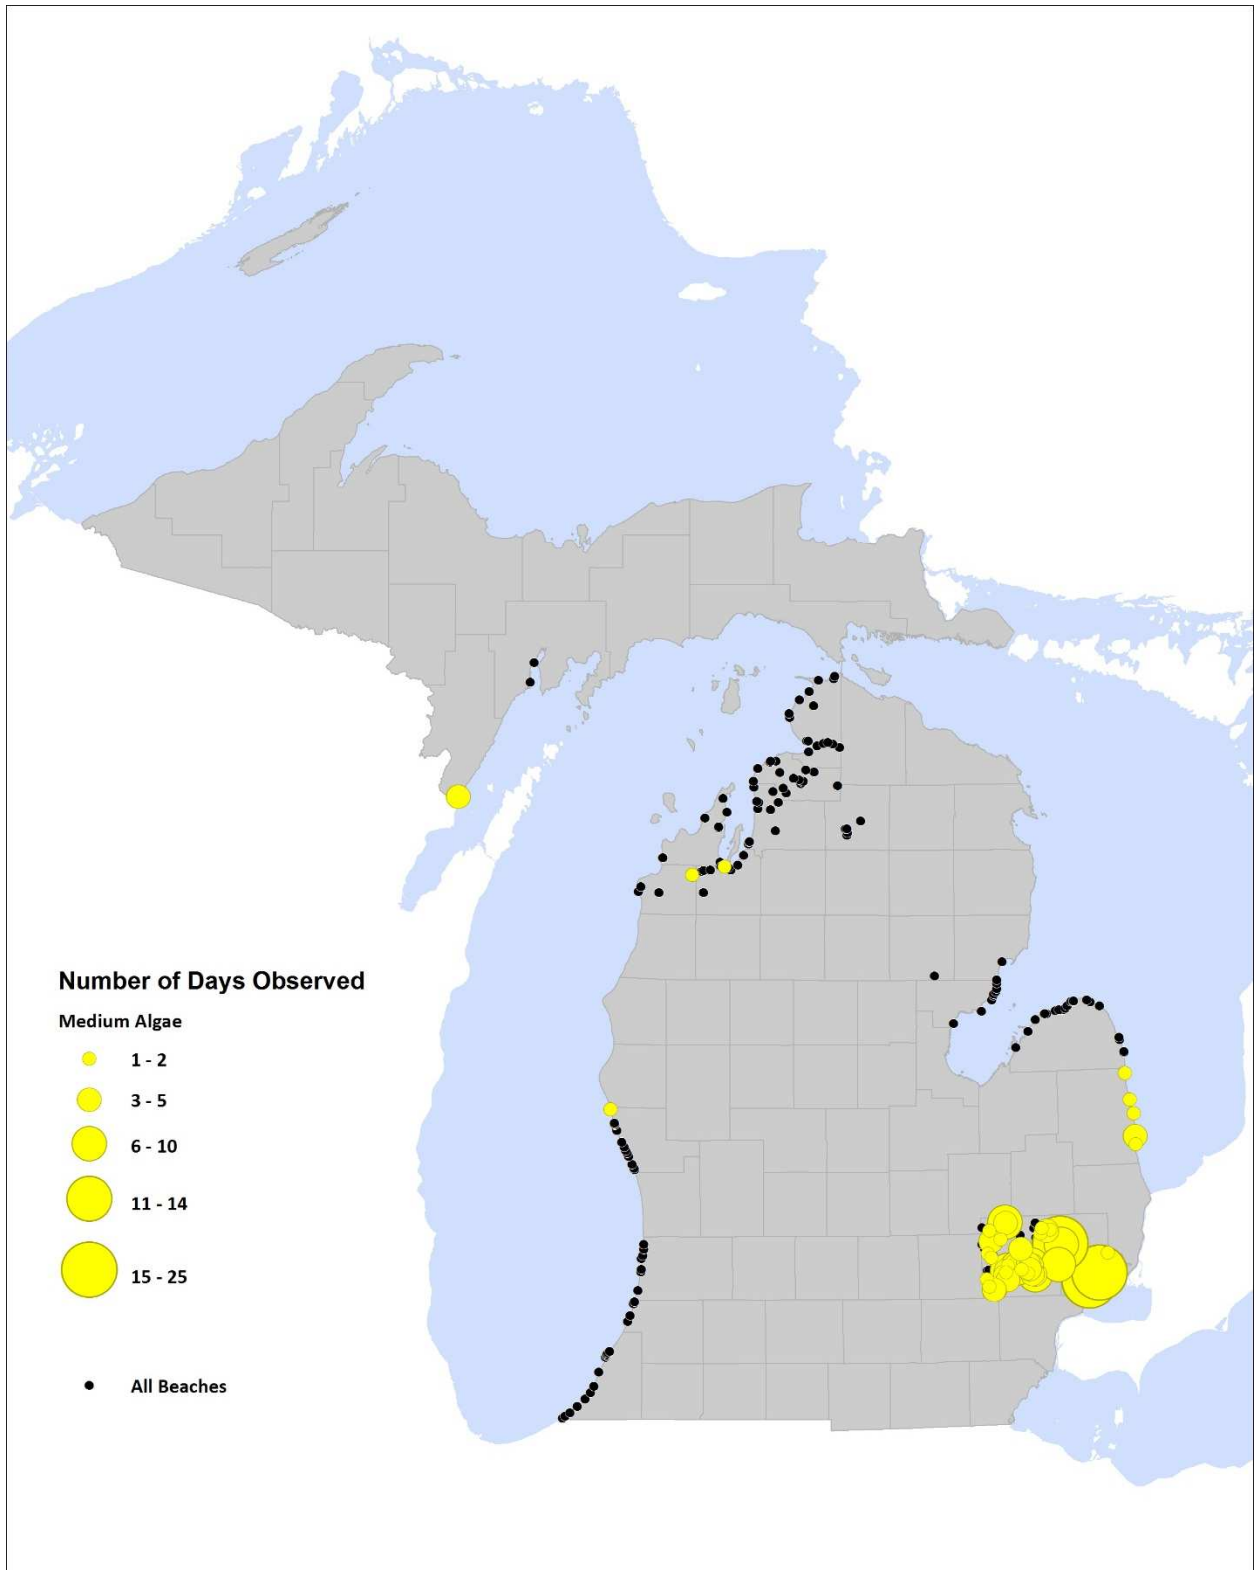 Number of Days Observed
Medium Algae
1 - 2
3 - 5
6 - 10
11 - 14
15 - 25
All Beaches